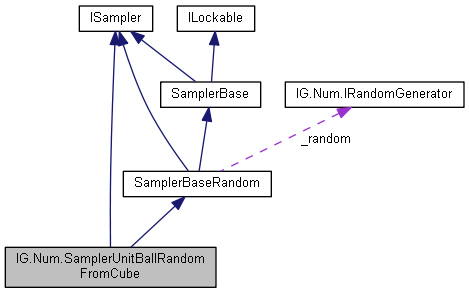 ISampler
ILockable
SamplerBase
IG.Num.IRandomGenerator
_random
SamplerBaseRandom
IG.Num.SamplerUnitBallRandom
FromCube